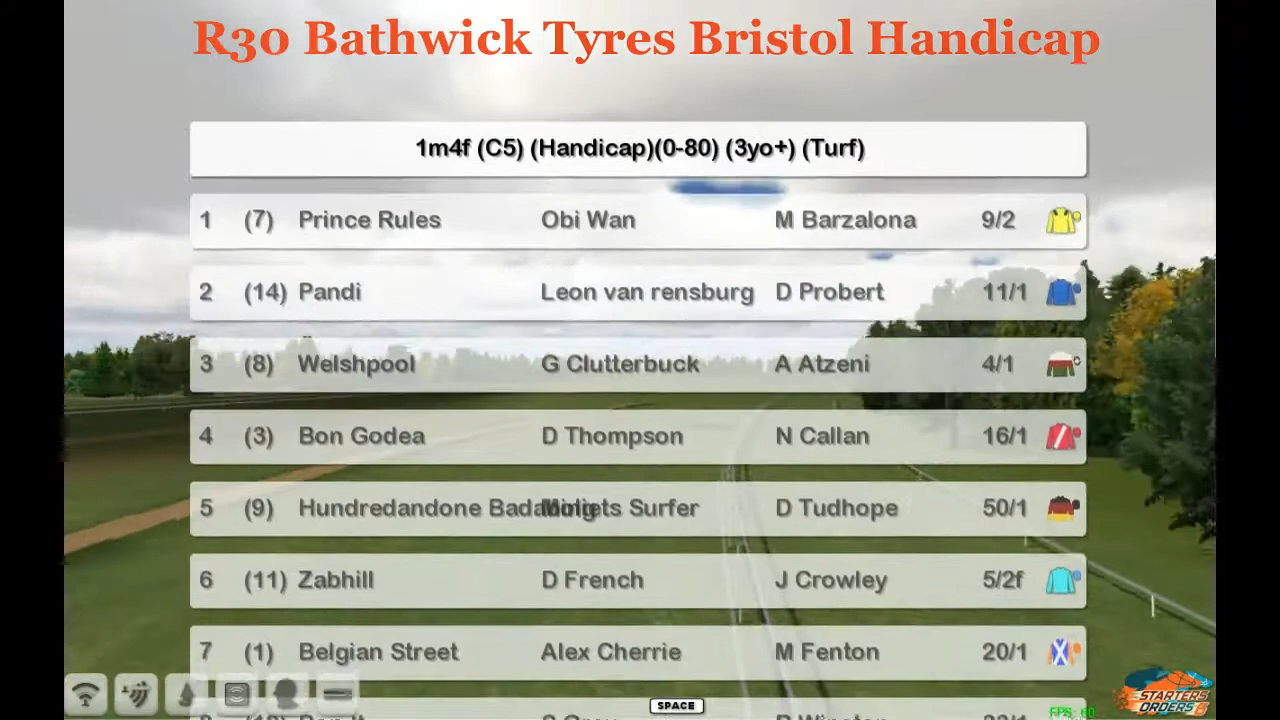 R30 Bathwick Tyres Bristol Handicap
1m4f (C5) (Handicap)(0-80) (3yo+) (Turf)
1 (7) Prince Rules Obi Wan M Barzalona 9/2
2 (14) Pandi Leon van rensburg D Probert 11/1
3 (8) Welshpool G Clutterbuck A Atzeni 4/1
4 (3) Bon Godea D Thompson N Callan 16/1
5 (9) Hundredandone Surfer D Tudhope 50/1
6 (11) Zabhill D French J Crowley 5/2f
7 (1) Belgian Street Alex Cherrie M Fenton 20/1
SPACE
STARTERS ORDERS 6
FPS: 60